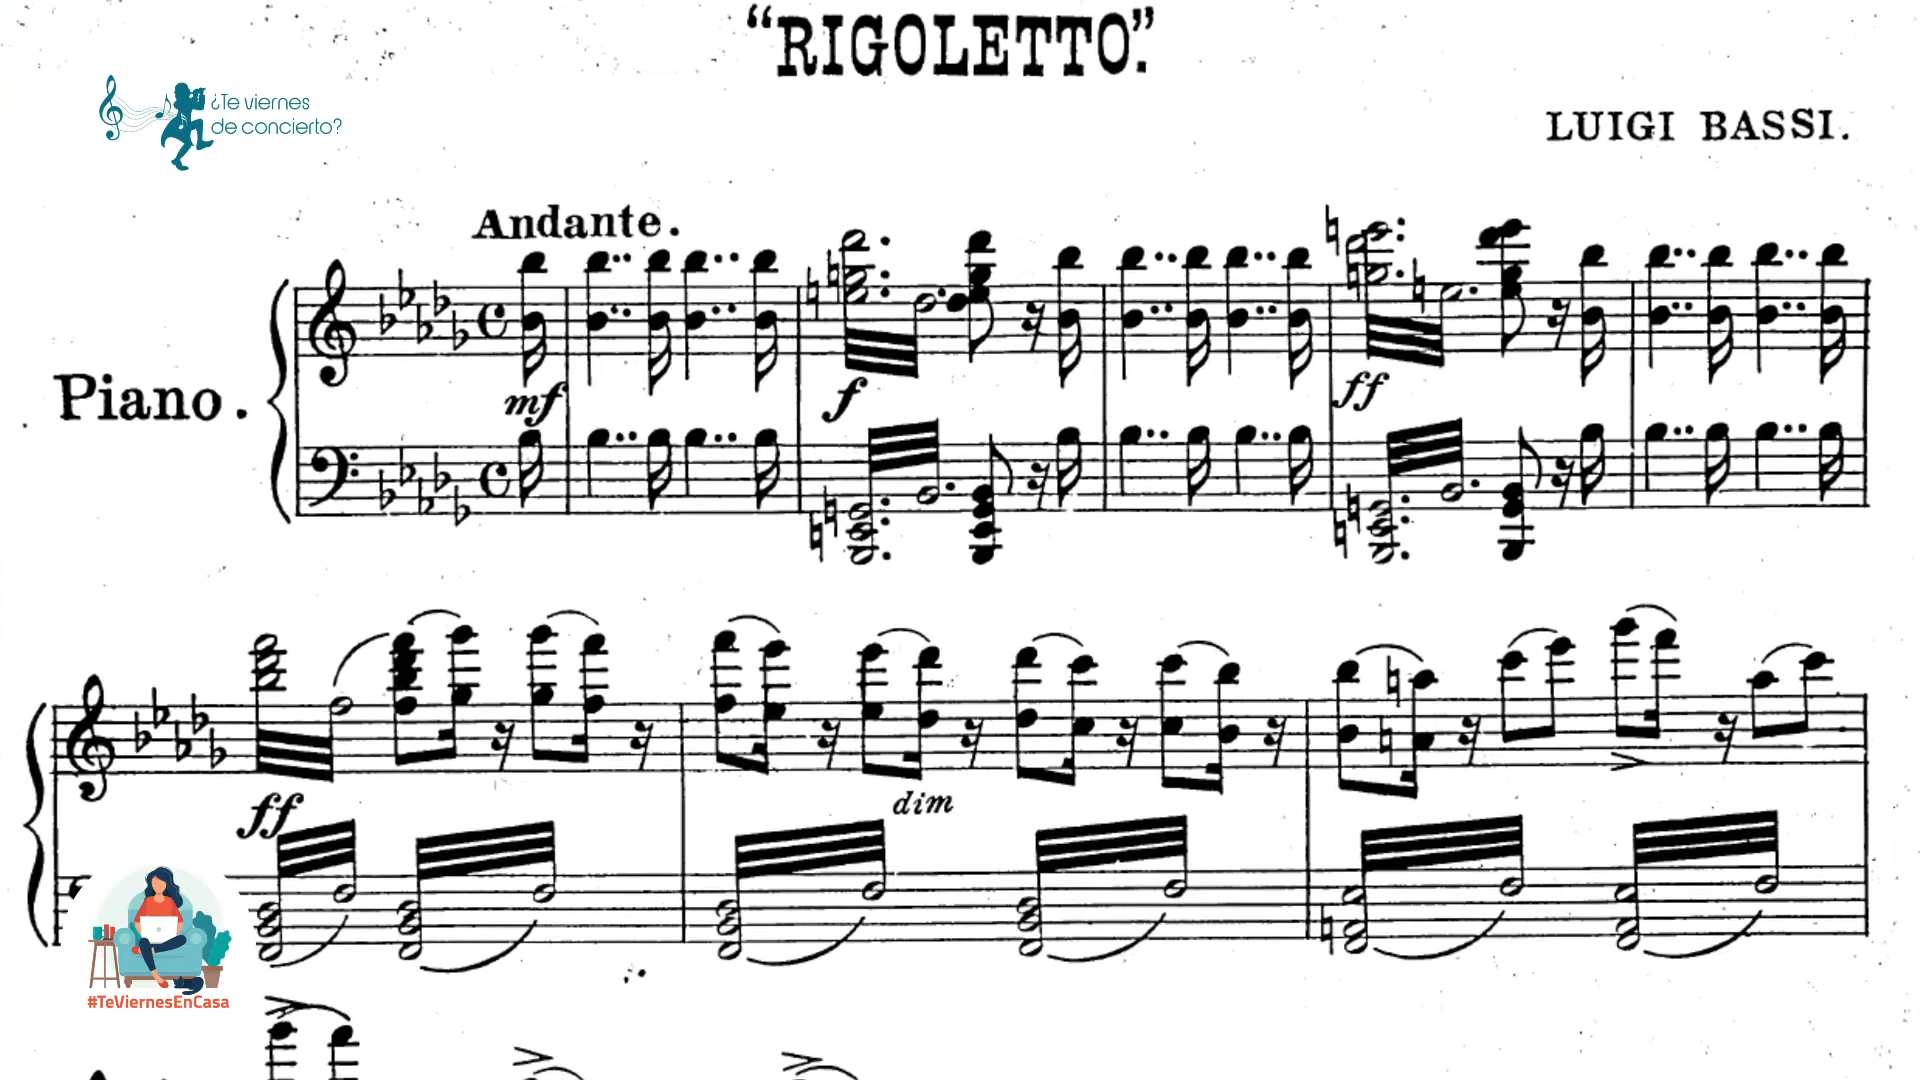 “RIGOLETTO.”
¿Te viernes
de concierto?
LUIGI BASSI.
Andante.
Piano.
mf
f
ff
ff
dim
#TeViernesEnCasa